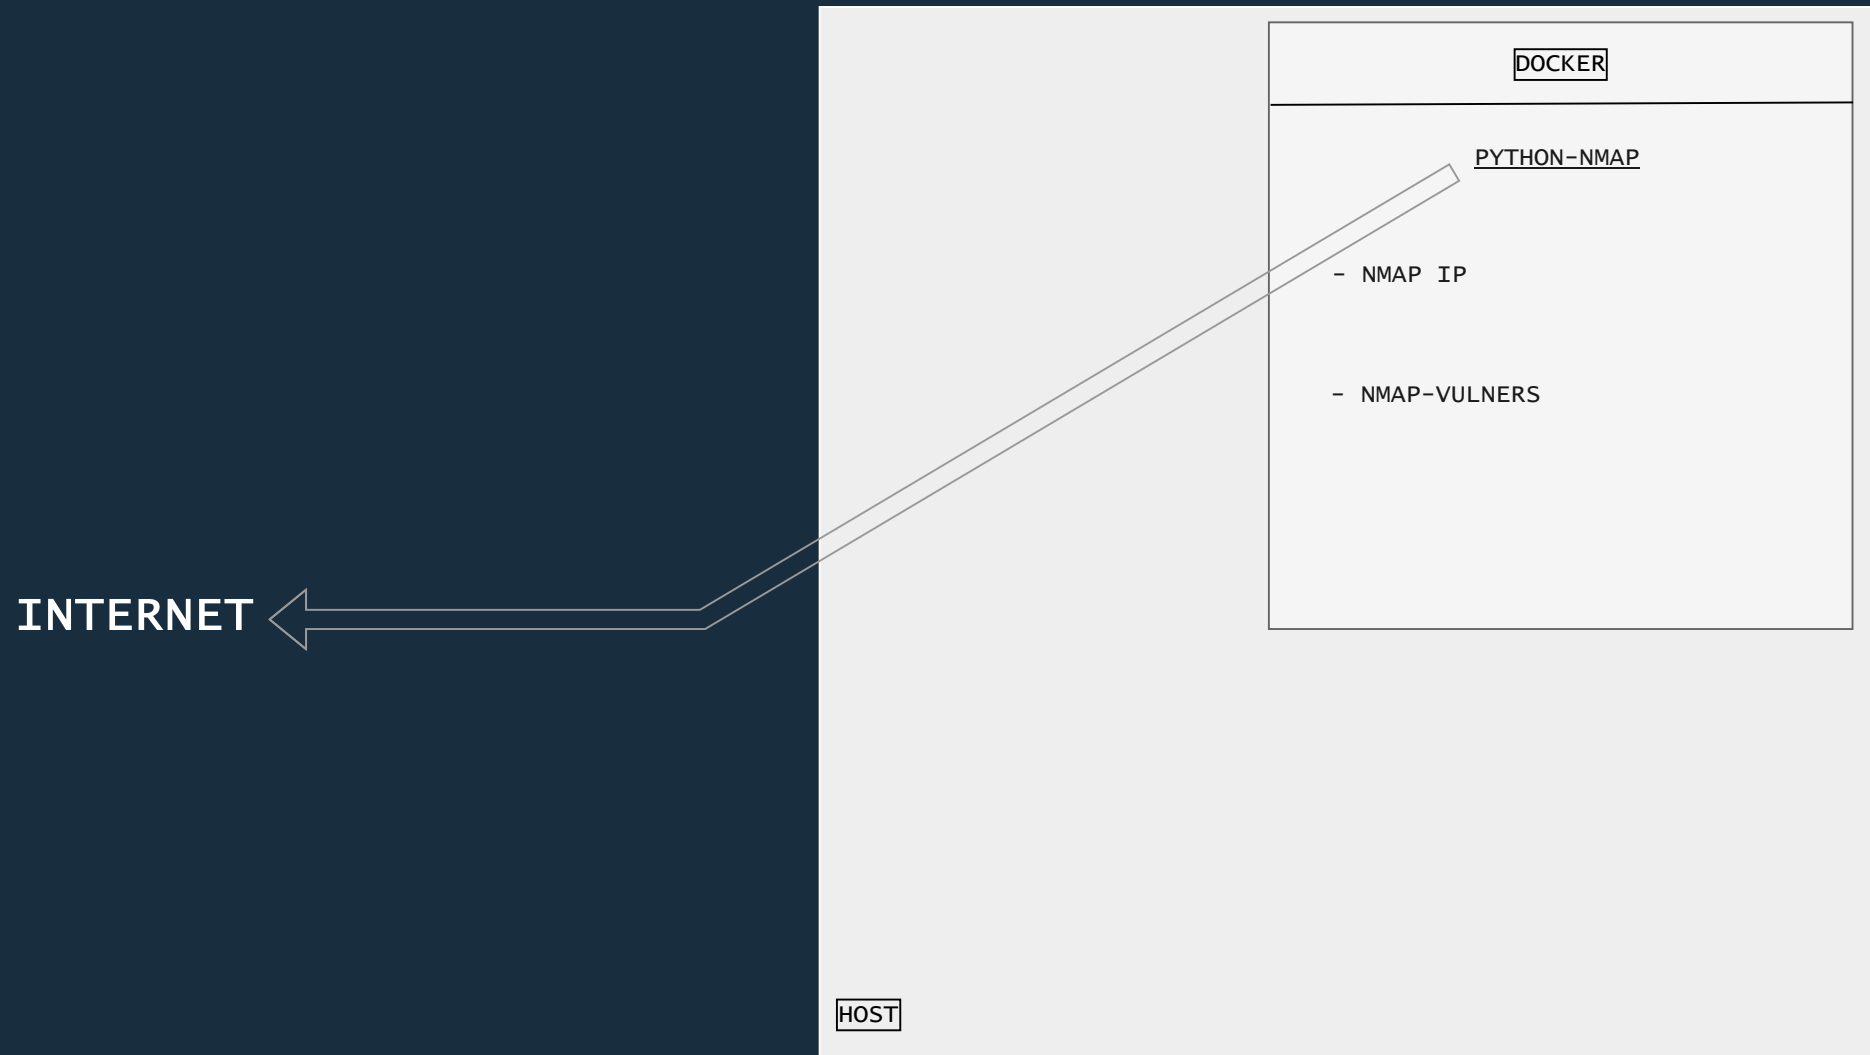 DOCKER
PYTHON-NMAP
- NMAP IP
- NMAP-VULNERS
INTERNET
HOST